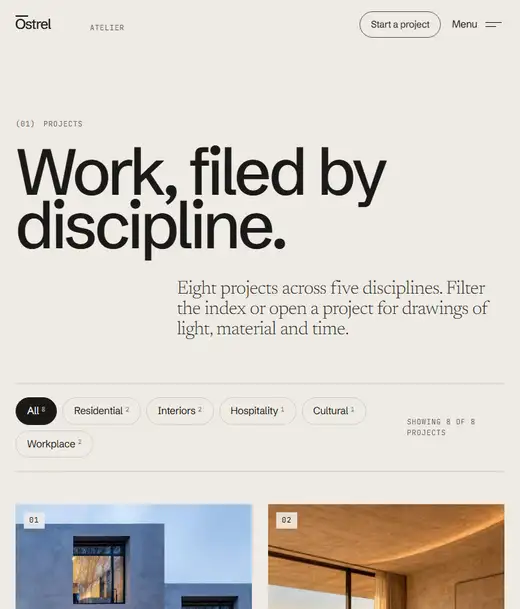 Ōstrel
ATELIER
Start a project
Menu
(01) PROJECTS
Work, filed by
discipline.
Eight projects across five disciplines. Filter
the index or open a project for drawings of
light, material and time.
All 8
Residential 2
Interiors 2
Hospitality 1
Cultural 1
Workplace 2
SHOWING 8 OF 8
PROJECTS
01
02